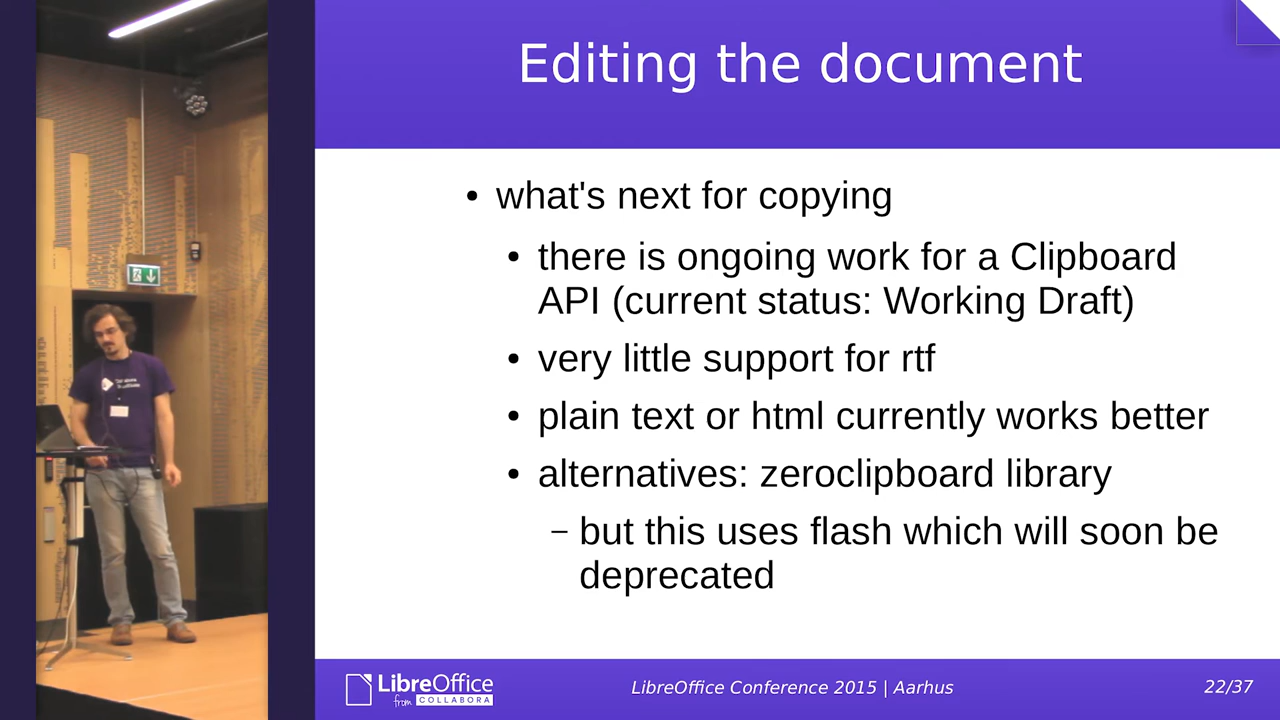 Editing the document
what's next for copying
there is ongoing work for a Clipboard
API (current status: Working Draft)
very little support for rtf
plain text or html currently works better
alternatives: zeroclipboard library
– but this uses flash which will soon be
deprecated
LibreOffice
from COLLABORA
LibreOffice Conference 2015 | Aarhus
22/37